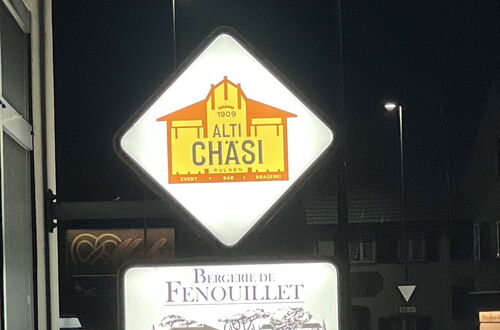 1909
ALTI
CHÄSI
SULGEN
EVENT • BAR • BRAUEREI
BERGERIE DE
FENOUILLET